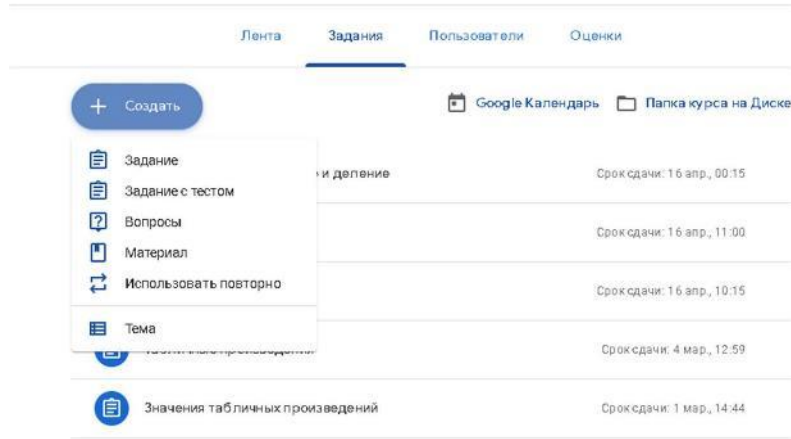 Лента Задания Пользователи Оценки
+ Создать
Google Календарь Папка курса на Диске
Задание
Задание с тестом
Вопросы
Материал
Использовать повторно
Тема
и деление Срок сдачи: 16 апр., 00:15
Срок сдачи: 16 апр., 11:00
Срок сдачи: 16 апр., 10:15
Срок сдачи: 4 мар., 12:59
Значения табличных произведений Срок сдачи: 1 мар., 14:44